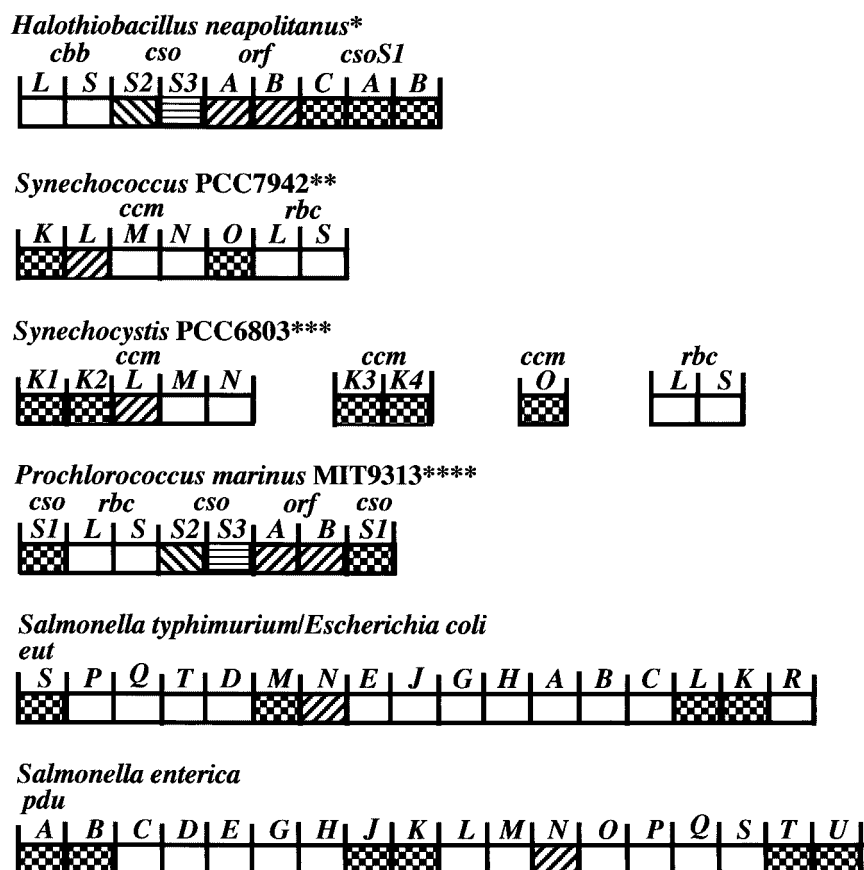 Halothiobacillus neapolitanus*
cbb cso orf csoS1
L S S2 S3 A B C A B
Synechococcus PCC7942**
ccm rbc
K L M N O L S
Synechocystis PCC6803***
ccm ccm ccm rbc
K1 K2 L M N K3 K4 O L S
Prochlorococcus marinus MIT9313****
cso rbc cso orf cso
S1 L S S2 S3 A B S1
Salmonella typhimurium/Escherichia coli
eut
S P Q T D M N E J G H A B C L K R
Salmonella enterica
pdu
A B C D E G H J K L M N O P Q S T U